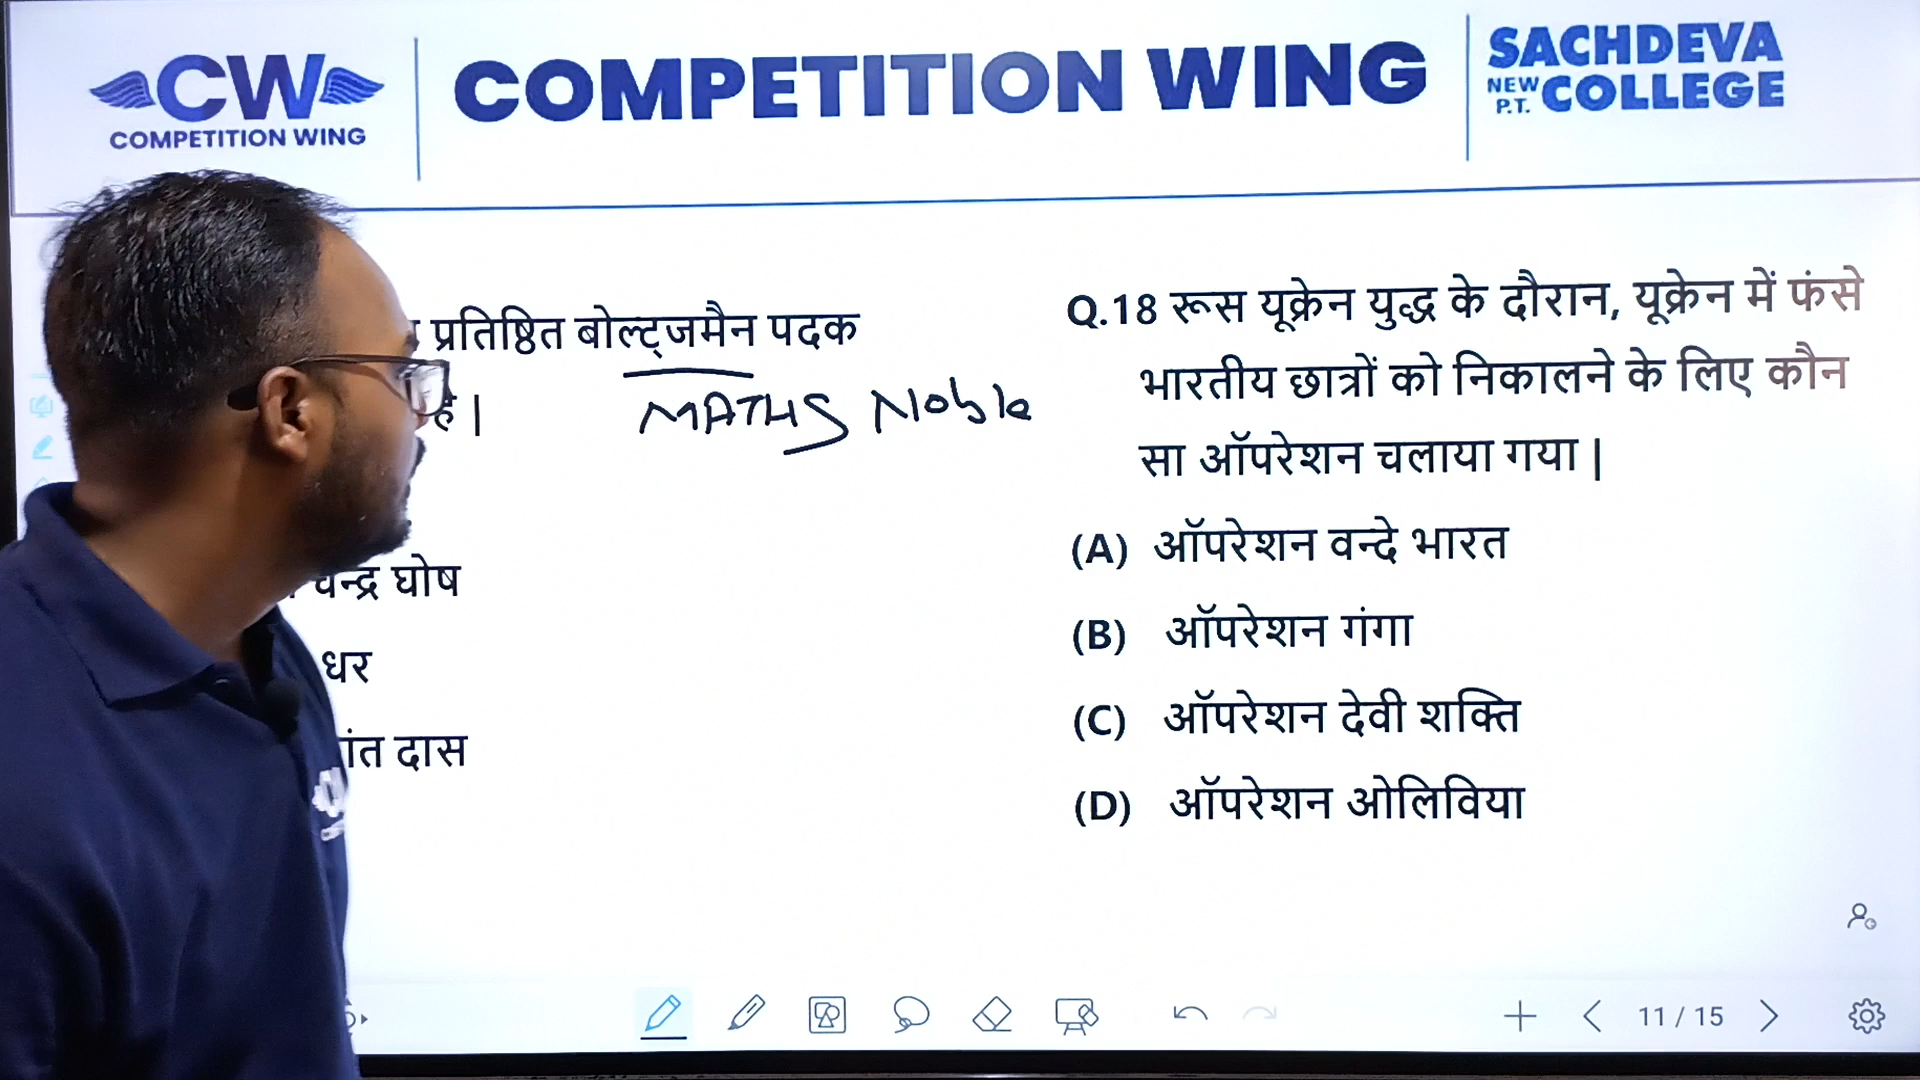 CW
COMPETITION WING
COMPETITION WING
SACHDEVA
NEW P.T. COLLEGE
प्रतिष्ठित बोल्ट्जमैन पदक
है |
MATHS Noble
चन्द्र घोष
धर
दास
Q.18 रूस यूक्रेन युद्ध के दौरान, यूक्रेन में फंसे
भारतीय छात्रों को निकालने के लिए कौन
सा ऑपरेशन चलाया गया |
(A) ऑपरेशन वन्दे भारत
(B) ऑपरेशन गंगा
(C) ऑपरेशन देवी शक्ति
(D) ऑपरेशन ओलिविया
11 / 15